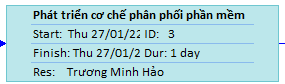 Phát triển cơ chế phân phối phần mềm
Start: Thu 27/01/22 ID: 3
Finish: Thu 27/01/2 Dur: 1 day
Res: Trương Minh Hảo